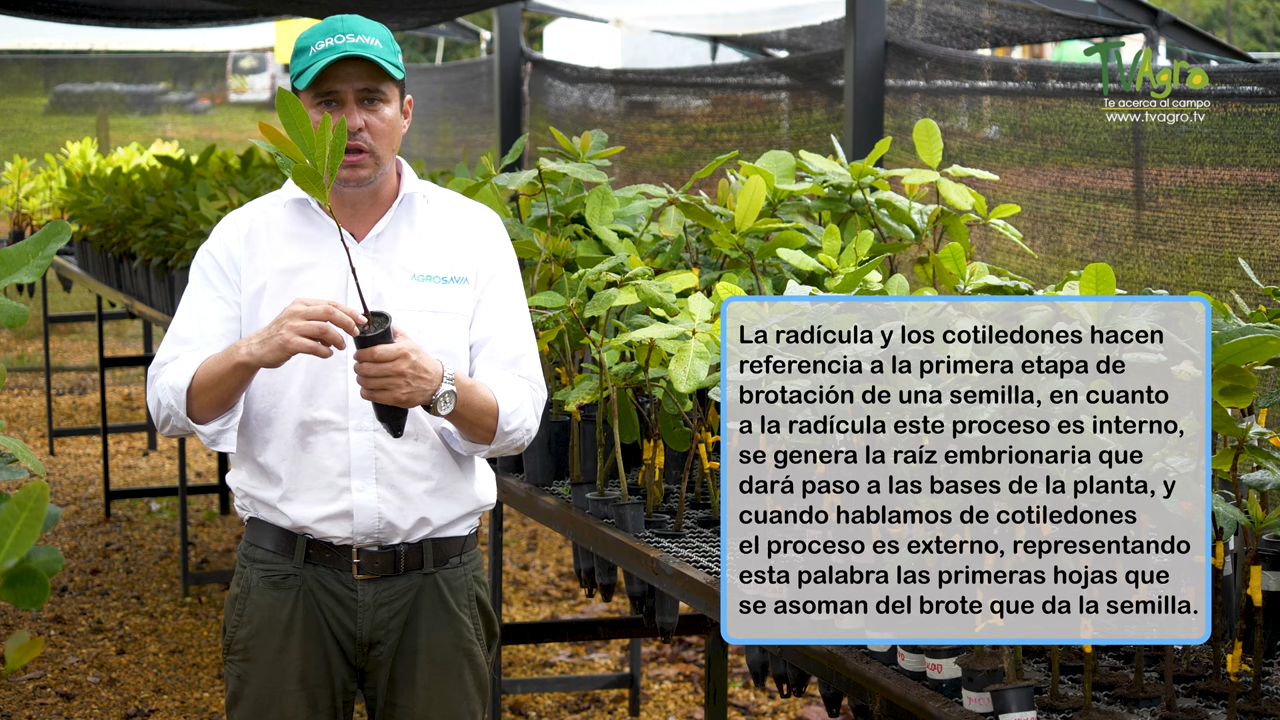 AGROSAVIA
TVAgro
Te acerca al campo
www.tvagro.tv
AGROSAVIA
La radícula y los cotiledones hacen
referencia a la primera etapa de
brotación de una semilla, en cuanto
a la radícula este proceso es interno,
se genera la raíz embrionaria que
dará paso a las bases de la planta, y
cuando hablamos de cotiledones
el proceso es externo, representando
esta palabra las primeras hojas que
se asoman del brote que da la semilla.